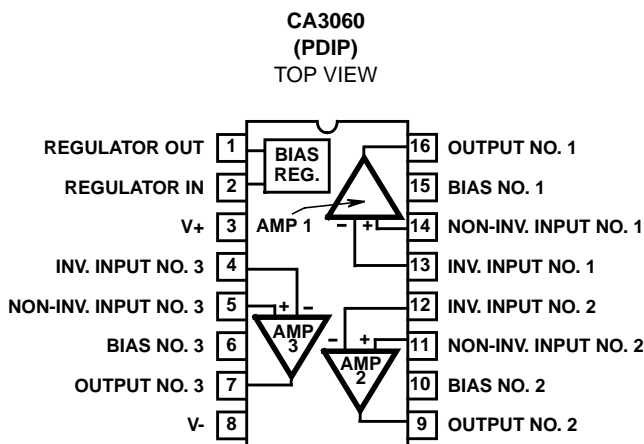 CA3060
(PDIP)
TOP VIEW
REGULATOR OUT 1 BIAS REG. 16 OUTPUT NO. 1
REGULATOR IN 2 15 BIAS NO. 1
V+ 3 AMP 1 − + 14 NON-INV. INPUT NO. 1
INV. INPUT NO. 3 4 13 INV. INPUT NO. 1
NON-INV. INPUT NO. 3 5 + − 12 INV. INPUT NO. 2
BIAS NO. 3 6 AMP 3 − + 11 NON-INV. INPUT NO. 2
OUTPUT NO. 3 7 AMP 2 10 BIAS NO. 2
V- 8 9 OUTPUT NO. 2